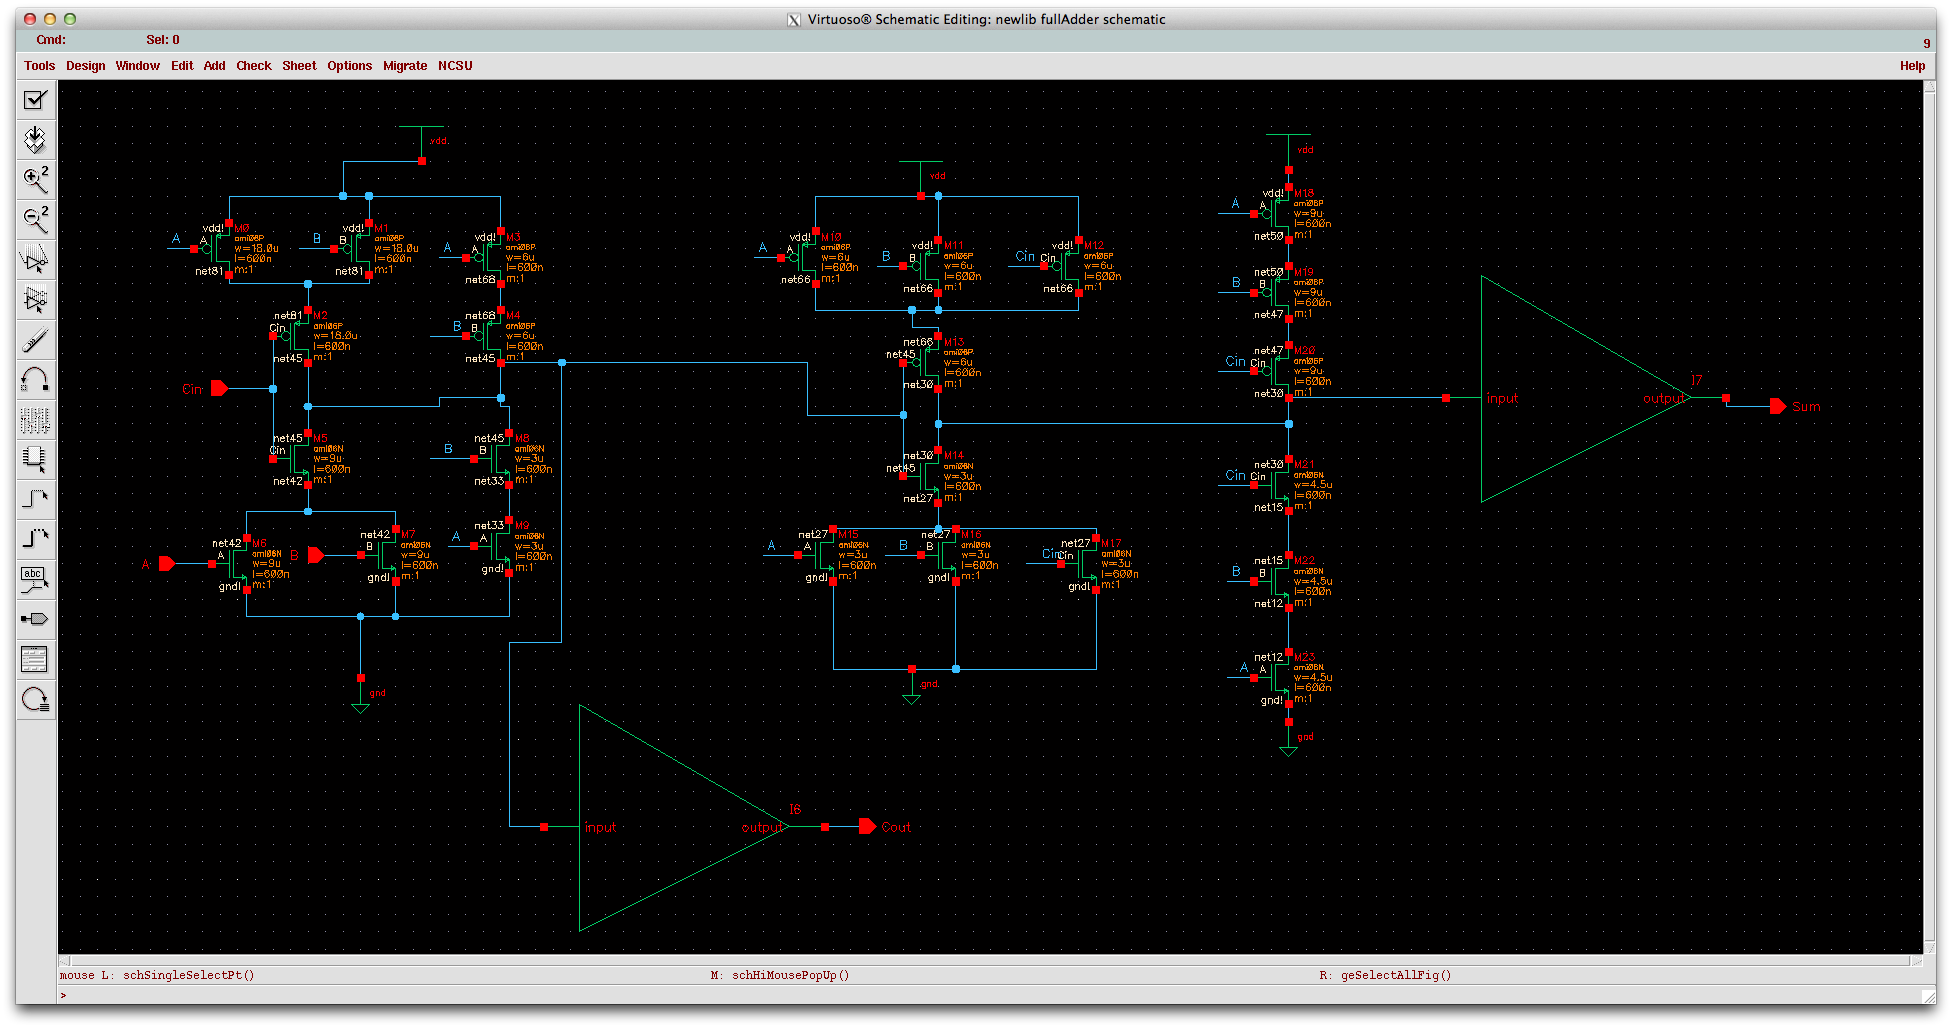 Virtuoso® Schematic Editing: newlib fullAdder schematic
Cmd: Sel: 0
9
Tools Design Window Edit Add Check Sheet Options Migrate NCSU Help
vdd
vdd! M0
A A ami06P
w=18.0u
l=600n
net81 m:1
vdd! M1
B B ami06P
w=18.0u
l=600n
net81 m:1
vdd! M3
A A ami06P
w=6u
l=600n
net68 m:1
net81 M2
Cin ami06P
w=18.0u
l=600n
net45 m:1
net68 M4
B B ami06P
w=6u
l=600n
net45 m:1
Cin
net45 M5
Cin ami06N
w=9u
l=600n
net42 m:1
net45 M8
B B ami06N
w=3u
l=600n
net33 m:1
net42 M6
A A ami06N
w=9u
l=600n
gnd! m:1
net42 M7
B B ami06N
w=9u
l=600n
gnd! m:1
net33 M9
A A ami06N
w=3u
l=600n
gnd! m:1
gnd
vdd
vdd! M10
A A ami06P
w=6u
l=600n
net66 m:1
vdd! M11
B B ami06P
w=6u
l=600n
net66 m:1
vdd! M12
Cin Cin ami06P
w=6u
l=600n
net66 m:1
net66 M13
net45 ami06P
w=6u
l=600n
net30 m:1
net30 M14
net45 ami06N
w=3u
l=600n
net27 m:1
net27 M15
A A ami06N
w=3u
l=600n
gnd! m:1
net27 M16
B B ami06N
w=3u
l=600n
gnd! m:1
net27 M17
Cin Cin ami06N
w=3u
l=600n
gnd! m:1
gnd
vdd
vdd! M18
A A ami06P
w=9u
l=600n
net50 m:1
net50 M19
B B ami06P
w=9u
l=600n
net47 m:1
net47 M20
Cin Cin ami06P
w=9u
l=600n
net30 m:1
net30 M21
Cin Cin ami06N
w=4.5u
l=600n
net15 m:1
net15 M22
B B ami06N
w=4.5u
l=600n
net12 m:1
net12 M23
A A ami06N
w=4.5u
l=600n
gnd! m:1
gnd
I7
input output Sum
I6
input output Cout
mouse L: schSingleSelectPt() M: schHiMousePopUp() R: geSelectAllFig()
>